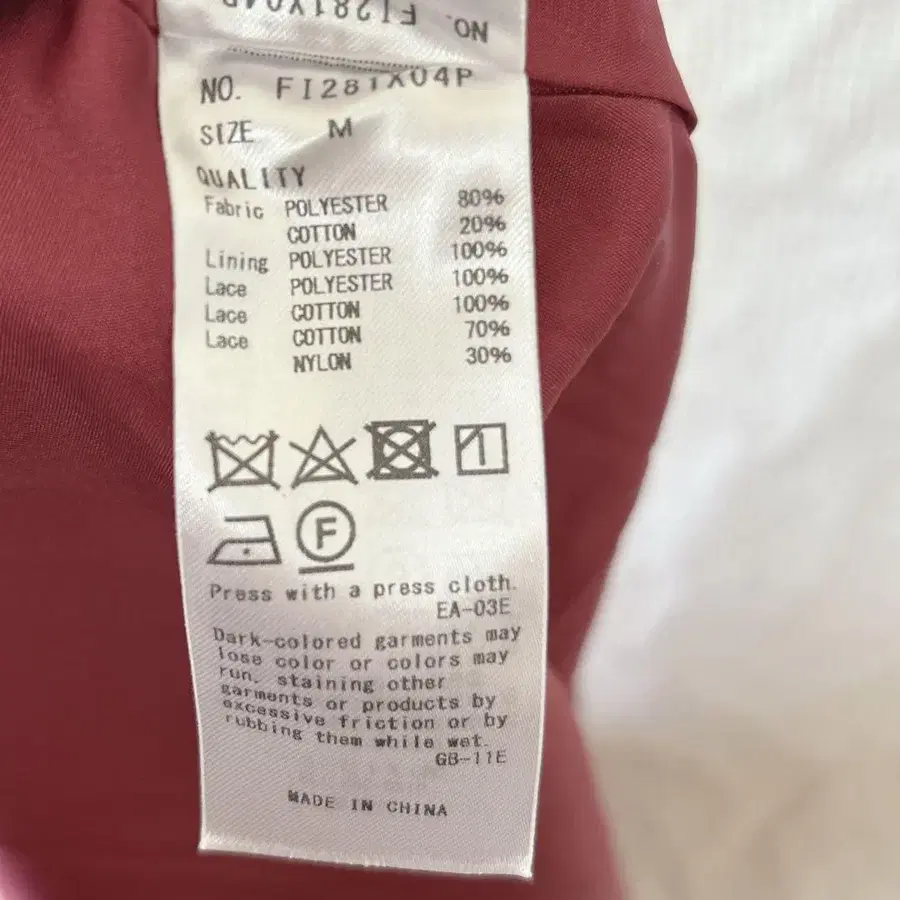 NO. FI281X04P
NO. FI281X04P
SIZE M
QUALITY
Fabric POLYESTER 80%
COTTON 20%
Lining POLYESTER 100%
Lace POLYESTER 100%
Lace COTTON 100%
Lace COTTON 70%
NYLON 30%
1
F
Press with a press cloth.
EA-03E
Dark-colored garments may
lose color or colors may
run, staining other
garments or products by
excessive friction or by
rubbing them while wet.
GB-11E
MADE IN CHINA